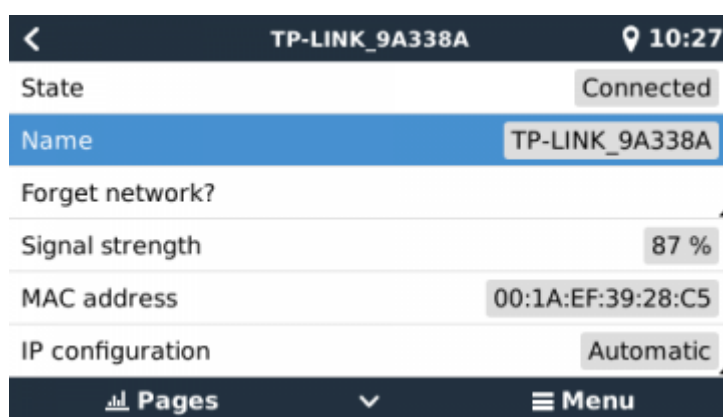 TP-LINK_9A338A 10:27
State Connected
Name TP-LINK_9A338A
Forget network?
Signal strength 87 %
MAC address 00:1A:EF:39:28:C5
IP configuration Automatic
Pages Menu